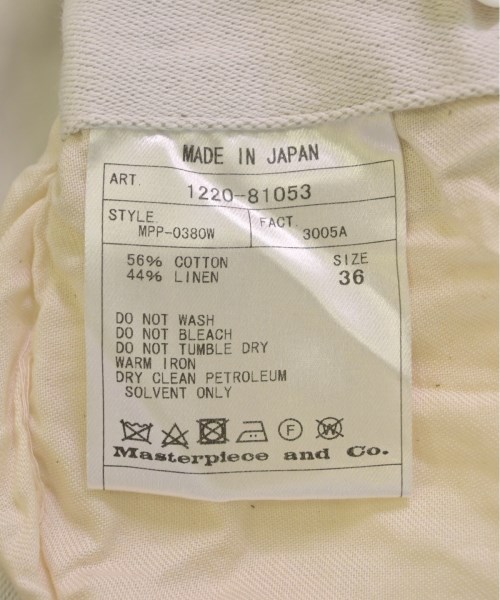 MADE IN JAPAN
ART. 1220-81053
STYLE FACT.
MPP-0380W 3005A
56% COTTON SIZE
44% LINEN 36
DO NOT WASH
DO NOT BLEACH
DO NOT TUMBLE DRY
WARM IRON
DRY CLEAN PETROLEUM
SOLVENT ONLY
F W
Masterpiece and Co.